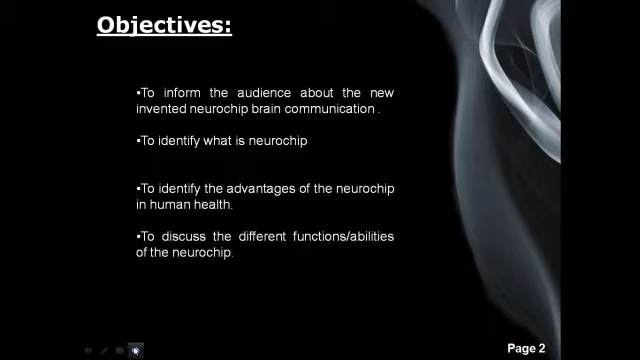 Objectives:
•To inform the audience about the new
invented neurochip brain communication .
•To identify what is neurochip
•To identify the advantages of the neurochip
in human health.
•To discuss the different functions/abilities
of the neurochip.
Page 2